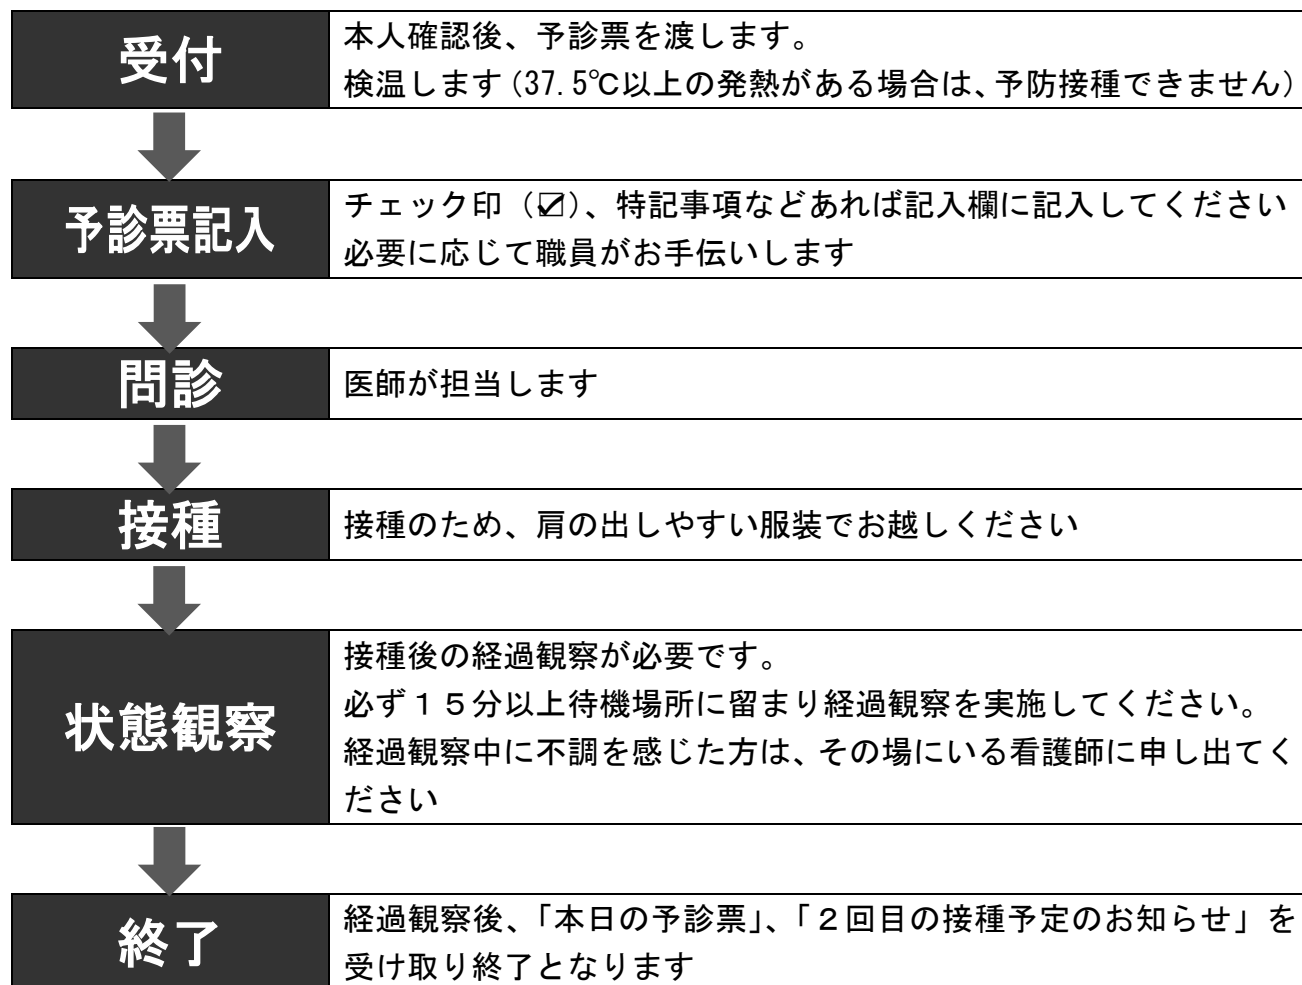 受付
本人確認後、予診票を渡します。
検温します(37.5℃以上の発熱がある場合は、予防接種できません)
予診票記入
チェック印（☑）、特記事項などあれば記入欄に記入してください
必要に応じて職員がお手伝いします
問診
医師が担当します
接種
接種のため、肩の出しやすい服装でお越しください
状態観察
接種後の経過観察が必要です。
必ず１５分以上待機場所に留まり経過観察を実施してください。
経過観察中に不調を感じた方は、その場にいる看護師に申し出てく
ださい
終了
経過観察後、「本日の予診票」、「２回目の接種予定のお知らせ」を
受け取り終了となります